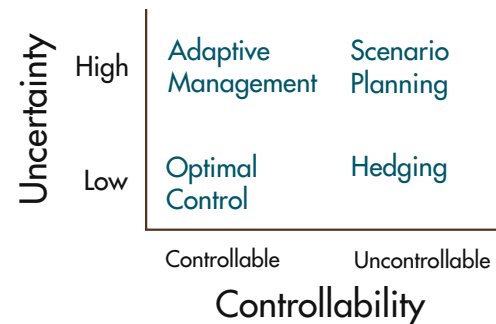 Uncertainty
High
Adaptive
Management
Scenario
Planning
Low
Optimal
Control
Hedging
Controllable
Uncontrollable
Controllability